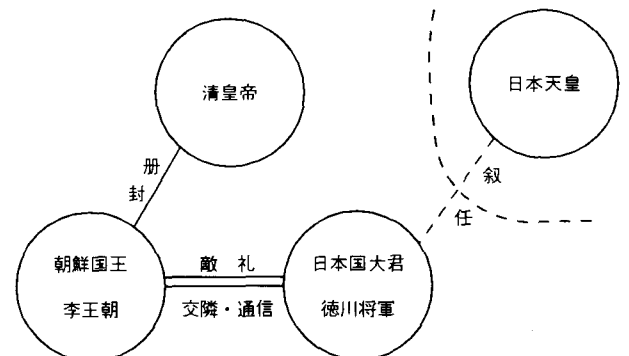 清皇帝
日本天皇
册封
叙任
朝鮮国王
李王朝
敵礼
交隣・通信
日本国大君
徳川将軍